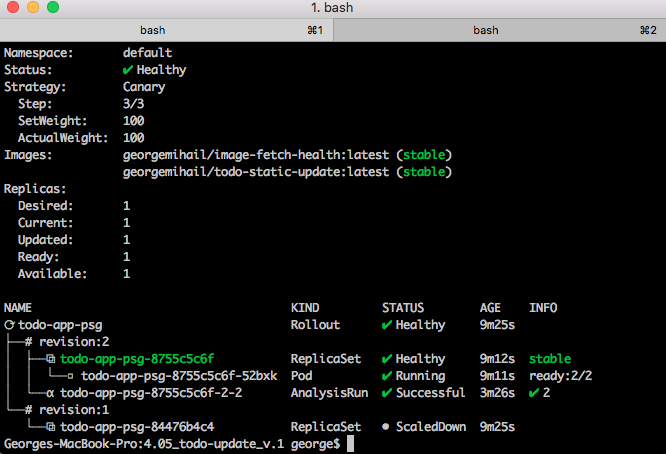 1. bash
bash ⌘1 bash ⌘2
Namespace: default
Status: ✔ Healthy
Strategy: Canary
Step: 3/3
SetWeight: 100
ActualWeight: 100
Images: georgemihail/image-fetch-health:latest (stable)
georgemihail/todo-static-update:latest (stable)
Replicas:
Desired: 1
Current: 1
Updated: 1
Ready: 1
Available: 1
NAME KIND STATUS AGE INFO
⟳ todo-app-psg Rollout ✔ Healthy 9m25s
├──# revision:2
│  ├──⧉ todo-app-psg-8755c5c6f ReplicaSet ✔ Healthy 9m12s stable
│  │  └──□ todo-app-psg-8755c5c6f-52bxk Pod ✔ Running 9m11s ready:2/2
│  └──α todo-app-psg-8755c5c6f-2-2 AnalysisRun ✔ Successful 3m26s ✔ 2
└──# revision:1
   └──⧉ todo-app-psg-84476b4c4 ReplicaSet • ScaledDown 9m25s
Georges-MacBook-Pro:4.05_todo-update_v.1 george$